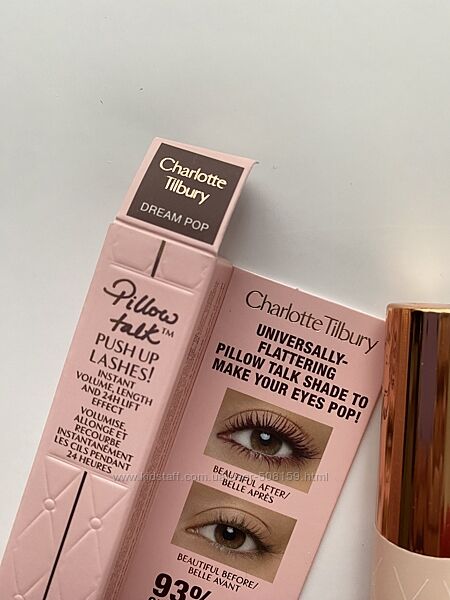 Charlotte
Tilbury
DREAM POP
Pillow
talk™
PUSH UP
LASHES!
INSTANT
VOLUME, LENGTH
AND 24H LIFT
EFFECT
VOLUMISE,
ALLONGE ET
RECOURBE
INSTANTANÉMENT
LES CILS PENDANT
24 HEURES
Charlotte Tilbury
UNIVERSALLY-
FLATTERING
PILLOW TALK SHADE TO
MAKE YOUR EYES POP!
BEAUTIFUL AFTER/
BELLE APRÈS
BEAUTIFUL BEFORE/
BELLE AVANT
93%